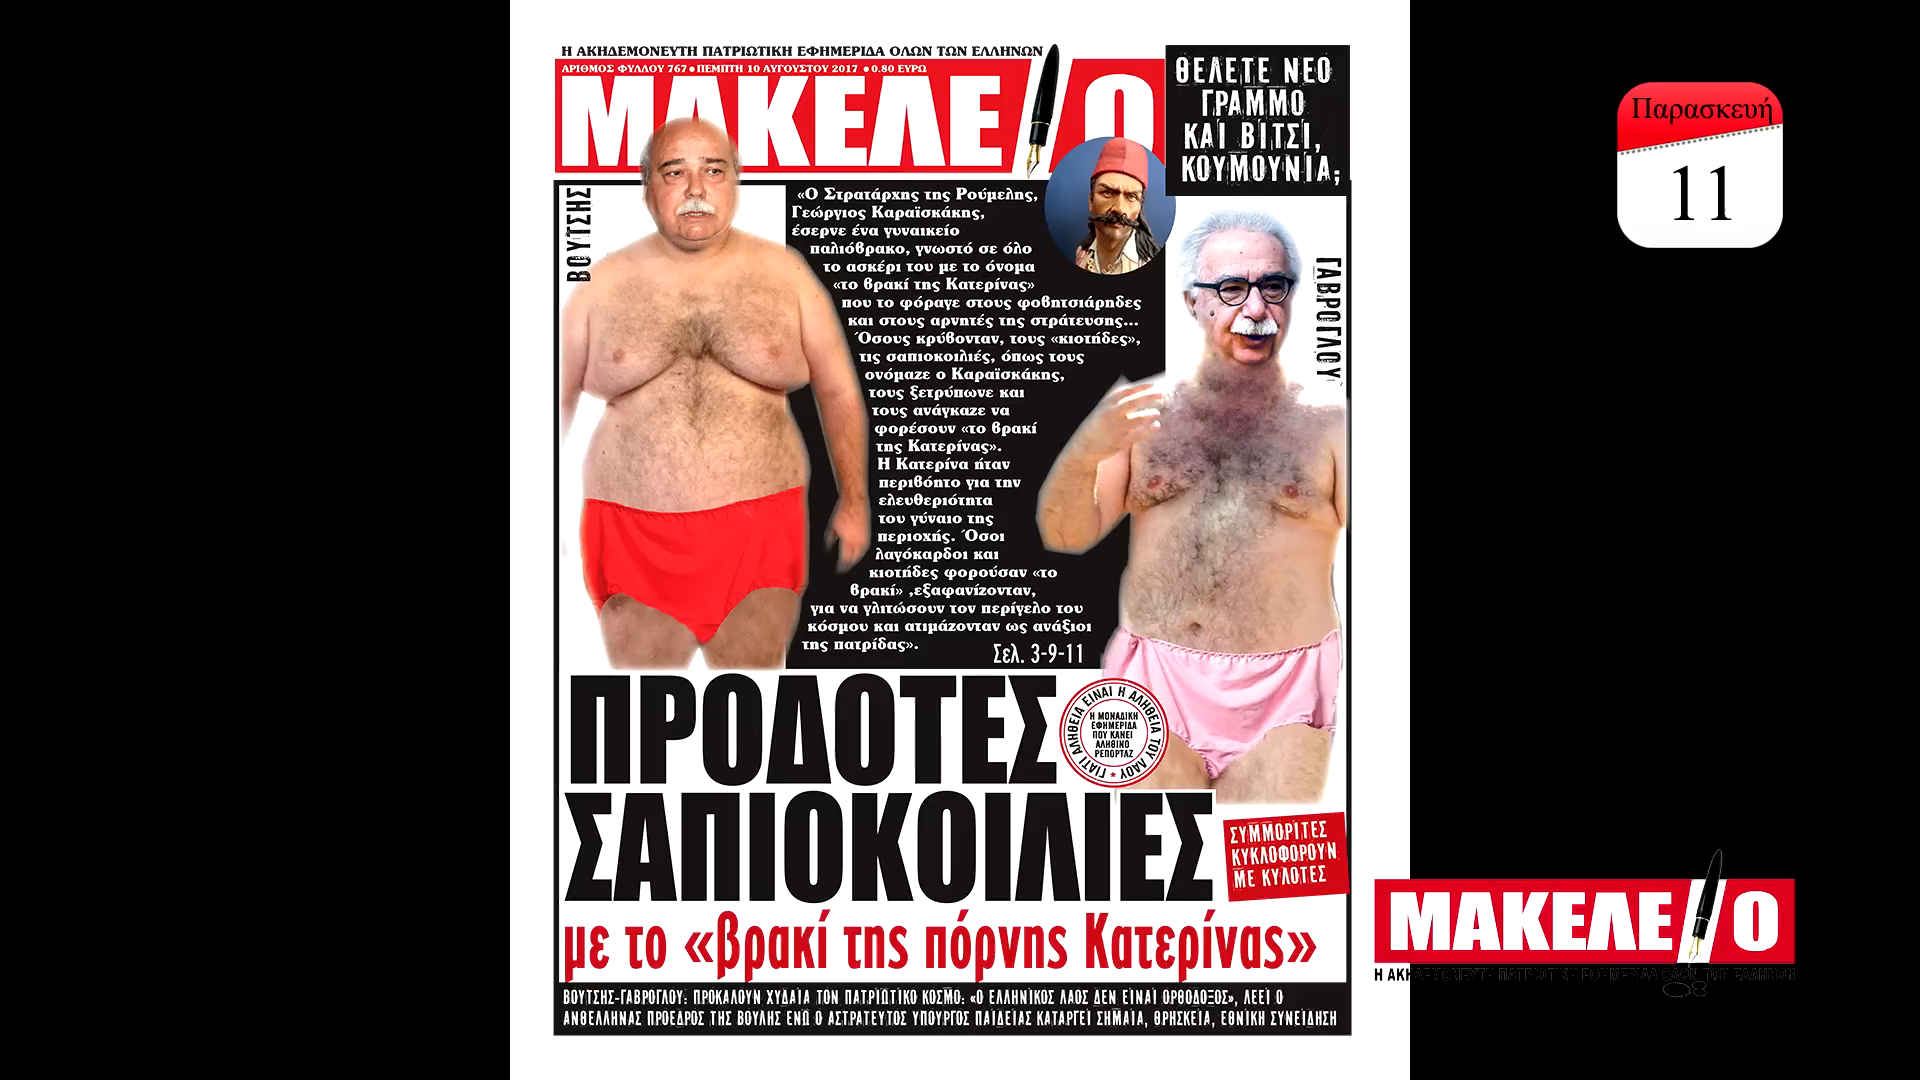 Η ΑΚΗΔΕΜΟΝΕΥΤΗ ΠΑΤΡΙΩΤΙΚΗ ΕΦΗΜΕΡΙΔΑ ΟΛΩΝ ΤΩΝ ΕΛΛΗΝΩΝ
ΑΡΙΘΜΟΣ ΦΥΛΛΟΥ 767 • ΠΕΜΠΤΗ 10 ΑΥΓΟΥΣΤΟΥ 2017 • 0.80 ΕΥΡΩ
ΜΑΚΕΛΕΙΟ
ΘΕΛΕΤΕ ΝΕΟ
ΓΡΑΜΜΟ
ΚΑΙ ΒΙΤΣΙ,
ΚΟΥΜΟΥΝΙΑ;
Παρασκευή
11
ΒΟΥΤΣΗΣ
«Ο Στρατάρχης της Ρούμελης,
Γεώργιος Καραϊσκάκης,
έσερνε ένα γυναικείο
παλιόβρακο, γνωστό σε όλο
το ασκέρι του με το όνομα
«το βρακί της Κατερίνας»
που το φόραγε στους φοβητσιάρηδες
και στους αρνητές της στράτευσης...
Όσους κρύβονταν, τους «κιοτήδες»,
τις σαπιοκοιλιές, όπως τους
ονόμαζε ο Καραϊσκάκης,
τους ξετρύπωνε και
τους ανάγκαζε να
φορέσουν «το βρακί
της Κατερίνας».
Η Κατερίνα ήταν
περιβόητο για την
ελευθεριότητα
του γύναιο της
περιοχής. Όσοι
λαγόκαρδοι και
κιοτήδες φορούσαν «το
βρακί» ,εξαφανίζονταν,
για να γλιτώσουν τον περίγελο του
κόσμου και ατιμάζονταν ως ανάξιοι
της πατρίδας».
Σελ. 3-9-11
ΓΑΒΡΟΓΛΟΥ
ΠΡΟΔΟΤΕΣ
ΓΙΑΤΙ ΑΛΗΘΕΙΑ ΕΙΝΑΙ Η ΑΛΗΘΕΙΑ ΤΟΥ ΛΑΟΥ
Η ΜΟΝΑΔΙΚΗ
ΕΦΗΜΕΡΙΔΑ
ΠΟΥ ΚΑΝΕΙ
ΑΛΗΘΙΝΟ
ΡΕΠΟΡΤΑΖ
ΣΑΠΙΟΚΟΙΛΙΕΣ
ΣΥΜΜΟΡΙΤΕΣ
ΚΥΚΛΟΦΟΡΟΥΝ
ΜΕ ΚΥΛΟΤΕΣ
με το «βρακί της πόρνης Κατερίνας»
ΒΟΥΤΣΗΣ-ΓΑΒΡΟΓΛΟΥ: ΠΡΟΚΑΛΟΥΝ ΧΥΔΑΙΑ ΤΟΝ ΠΑΤΡΙΩΤΙΚΟ ΚΟΣΜΟ: «Ο ΕΛΛΗΝΙΚΟΣ ΛΑΟΣ ΔΕΝ ΕΙΝΑΙ ΟΡΘΟΔΟΞΟΣ», ΛΕΕΙ Ο
ΑΝΘΕΛΛΗΝΑΣ ΠΡΟΕΔΡΟΣ ΤΗΣ ΒΟΥΛΗΣ ΕΝΩ Ο ΑΣΤΡΑΤΕΥΤΟΣ ΥΠΟΥΡΓΟΣ ΠΑΙΔΕΙΑΣ ΚΑΤΑΡΓΕΙ ΣΗΜΑΙΑ, ΘΡΗΣΚΕΙΑ, ΕΘΝΙΚΗ ΣΥΝΕΙΔΗΣΗ
ΜΑΚΕΛΕΙΟ